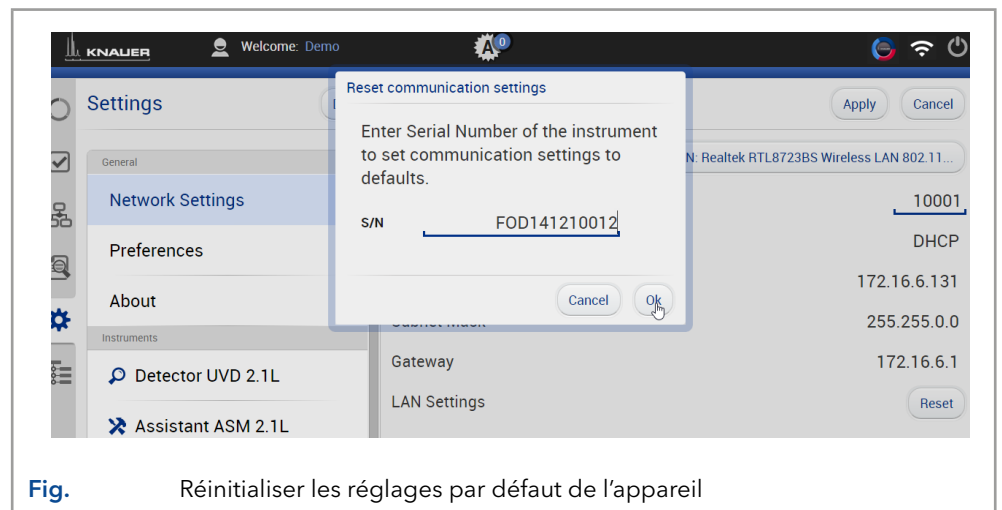 KNAUER
Welcome: Demo
A 0
Settings
Apply
Cancel
Reset communication settings
Enter Serial Number of the instrument
to set communication settings to
defaults.
S/N FOD141210012
Cancel Ok
General
Network Settings
Preferences
About
Instruments
Detector UVD 2.1L
Assistant ASM 2.1L
N: Realtek RTL8723BS Wireless LAN 802.11...
10001
DHCP
172.16.6.131
Subnet Mask 255.255.0.0
Gateway 172.16.6.1
LAN Settings Reset
Fig. Réinitialiser les réglages par défaut de l’appareil